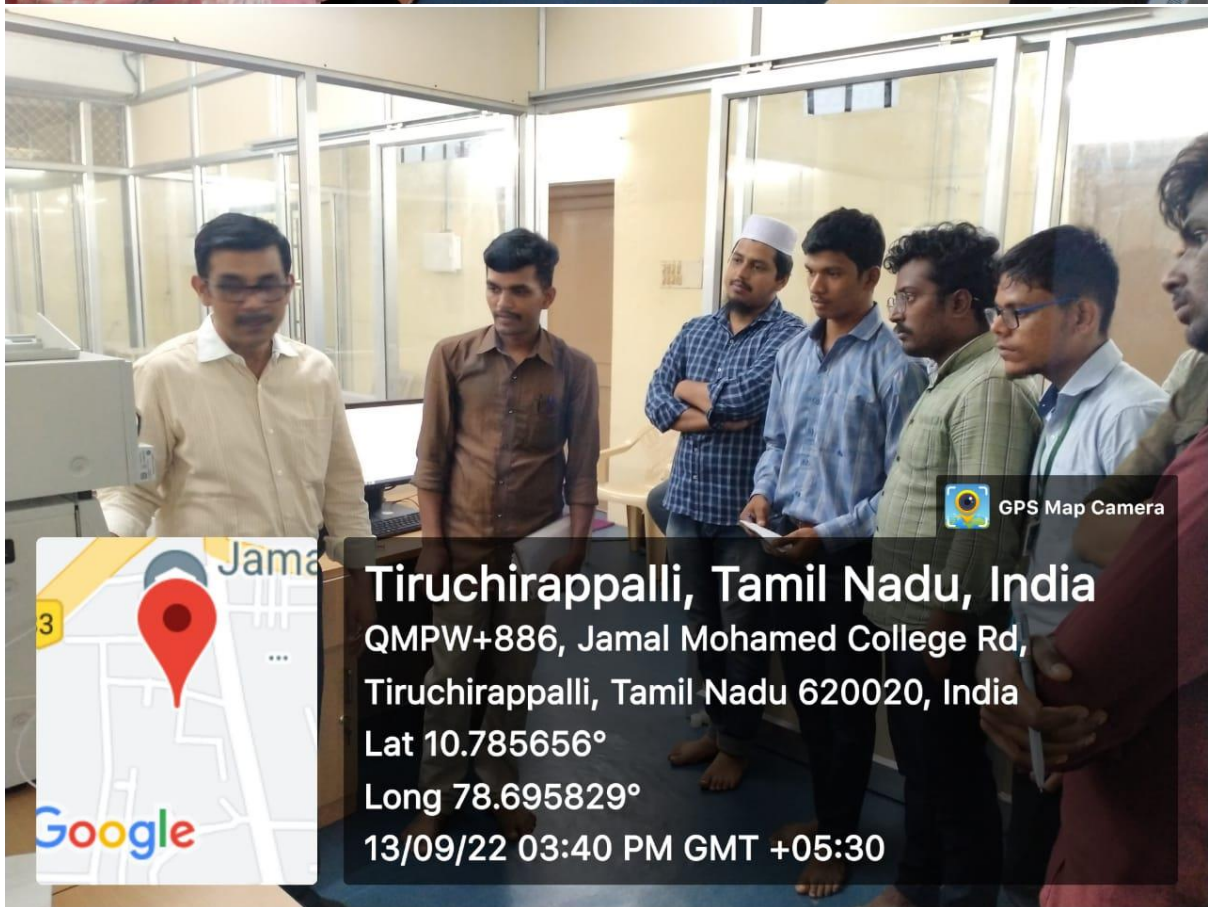 GPS Map Camera
Jama
3
Google
Tiruchirappalli, Tamil Nadu, India
QMPW+886, Jamal Mohamed College Rd,
Tiruchirappalli, Tamil Nadu 620020, India
Lat 10.785656°
Long 78.695829°
13/09/22 03:40 PM GMT +05:30